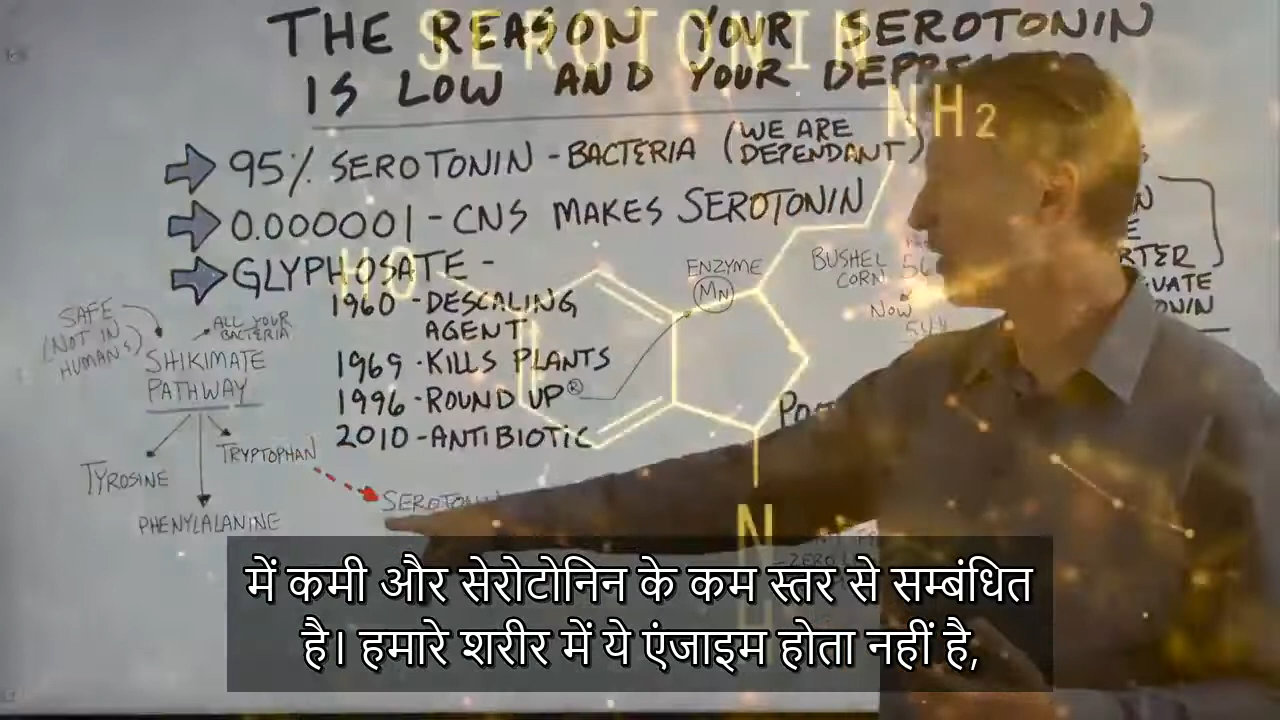 THE REASON YOUR SEROTONIN
IS LOW AND YOUR
SEROTONIN
NH2
95% SEROTONIN - BACTERIA (WE ARE DEPENDANT)
0.000001 - CNS MAKES SEROTONIN
GLYPHOSATE -
1960 - DESCALING
AGENT
1969 - KILLS PLANTS
1996 - ROUND UP®
2010 - ANTIBIOTIC
ENZYME
Mn
BUSHEL
CORN
NOW
SAFE
(NOT IN
HUMANS)
ALL YOUR
BACTERIA
SHIKIMATE
PATHWAY
TYROSINE
TRYPTOPHAN
PHENYLALANINE
HO
N
में कमी और सेरोटोनिन के कम स्तर से सम्बंधित
है। हमारे शरीर में ये एंजाइम होता नहीं है,